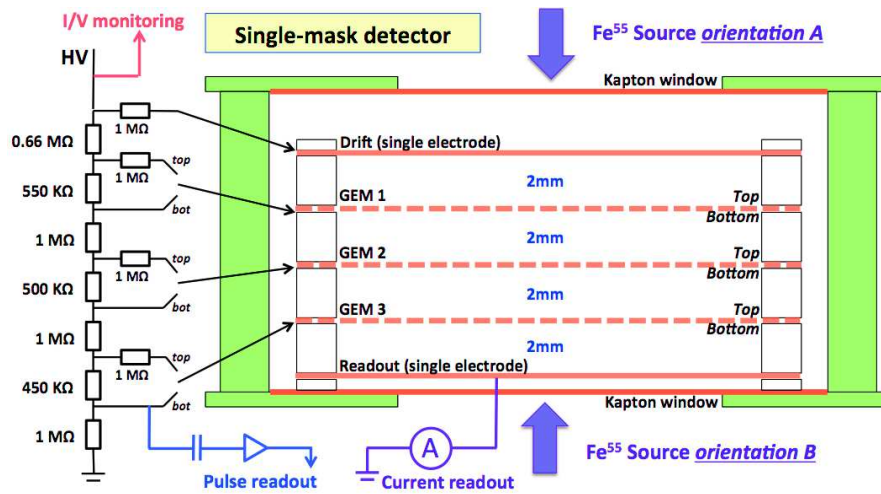 I/V monitoring
HV
Single-mask detector
Fe55 Source orientation A
Kapton window
1 MΩ
0.66 MΩ
Drift (single electrode)
top
1 MΩ
2mm
550 KΩ
GEM 1
Top
bot
Bottom
1 MΩ
top
GEM 2
2mm
Top
1 MΩ
Bottom
500 KΩ
bot
2mm
GEM 3
Top
1 MΩ
Bottom
top
2mm
1 MΩ
Readout (single electrode)
450 KΩ
bot
Kapton window
1 MΩ
A
Fe55 Source orientation B
Pulse readout
Current readout